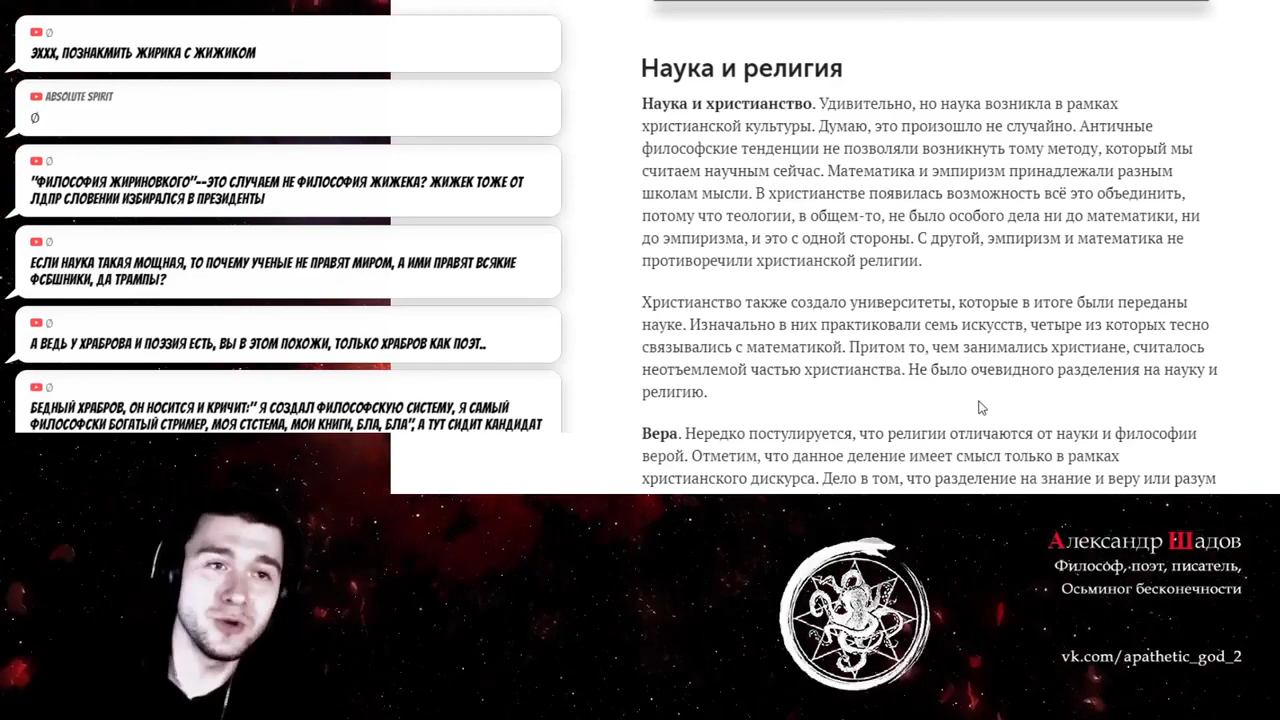 Ø
ЭХХХ, ПОЗНАКМИТЬ ЖИРИКА С ЖИЖИКОМ
ABSOLUTE SPIRIT
Ø
Ø
"ФИЛОСОФИЯ ЖИРИНОВКОГО"--ЭТО СЛУЧАЕМ НЕ ФИЛОСОФИЯ ЖИЖЕКА? ЖИЖЕК ТОЖЕ ОТ
ЛДПР СЛОВЕНИИ ИЗБИРАЛСЯ В ПРЕЗИДЕНТЫ
Ø
ЕСЛИ НАУКА ТАКАЯ МОЩНАЯ, ТО ПОЧЕМУ УЧЕНЫЕ НЕ ПРАВЯТ МИРОМ, А ИМИ ПРАВЯТ ВСЯКИЕ
ФСБШНИКИ, ДА ТРАМПЫ?
Ø
А ВЕДЬ У ХРАБРОВА И ПОЭЗИЯ ЕСТЬ, ВЫ В ЭТОМ ПОХОЖИ, ТОЛЬКО ХРАБРОВ КАК ПОЭТ..
Ø
БЕДНЫЙ ХРАБРОВ, ОН НОСИТСЯ И КРИЧИТ:" Я СОЗДАЛ ФИЛОСОФСКУЮ СИСТЕМУ, Я САМЫЙ
ФИЛОСОФСКИ БОГАТЫЙ СТРИМЕР, МОЯ СТСТЕМА, МОИ КНИГИ, БЛА, БЛА", А ТУТ СИДИТ КАНДИДАТ
Наука и религия
Наука и христианство. Удивительно, но наука возникла в рамках
христианской культуры. Думаю, это произошло не случайно. Античные
философские тенденции не позволяли возникнуть тому методу, который мы
считаем научным сейчас. Математика и эмпиризм принадлежали разным
школам мысли. В христианстве появилась возможность всё это объединить,
потому что теологии, в общем-то, не было особого дела ни до математики, ни
до эмпиризма, и это с одной стороны. С другой, эмпиризм и математика не
противоречили христианской религии.
Христианство также создало университеты, которые в итоге были переданы
науке. Изначально в них практиковали семь искусств, четыре из которых тесно
связывались с математикой. Притом то, чем занимались христиане, считалось
неотъемлемой частью христианства. Не было очевидного разделения на науку и
религию.
Вера. Нередко постулируется, что религии отличаются от науки и философии
верой. Отметим, что данное деление имеет смысл только в рамках
христианского дискурса. Дело в том, что разделение на знание и веру или разум
Александр Шадов
Философ, поэт, писатель,
Осьминог бесконечности
vk.com/apathetic_god_2